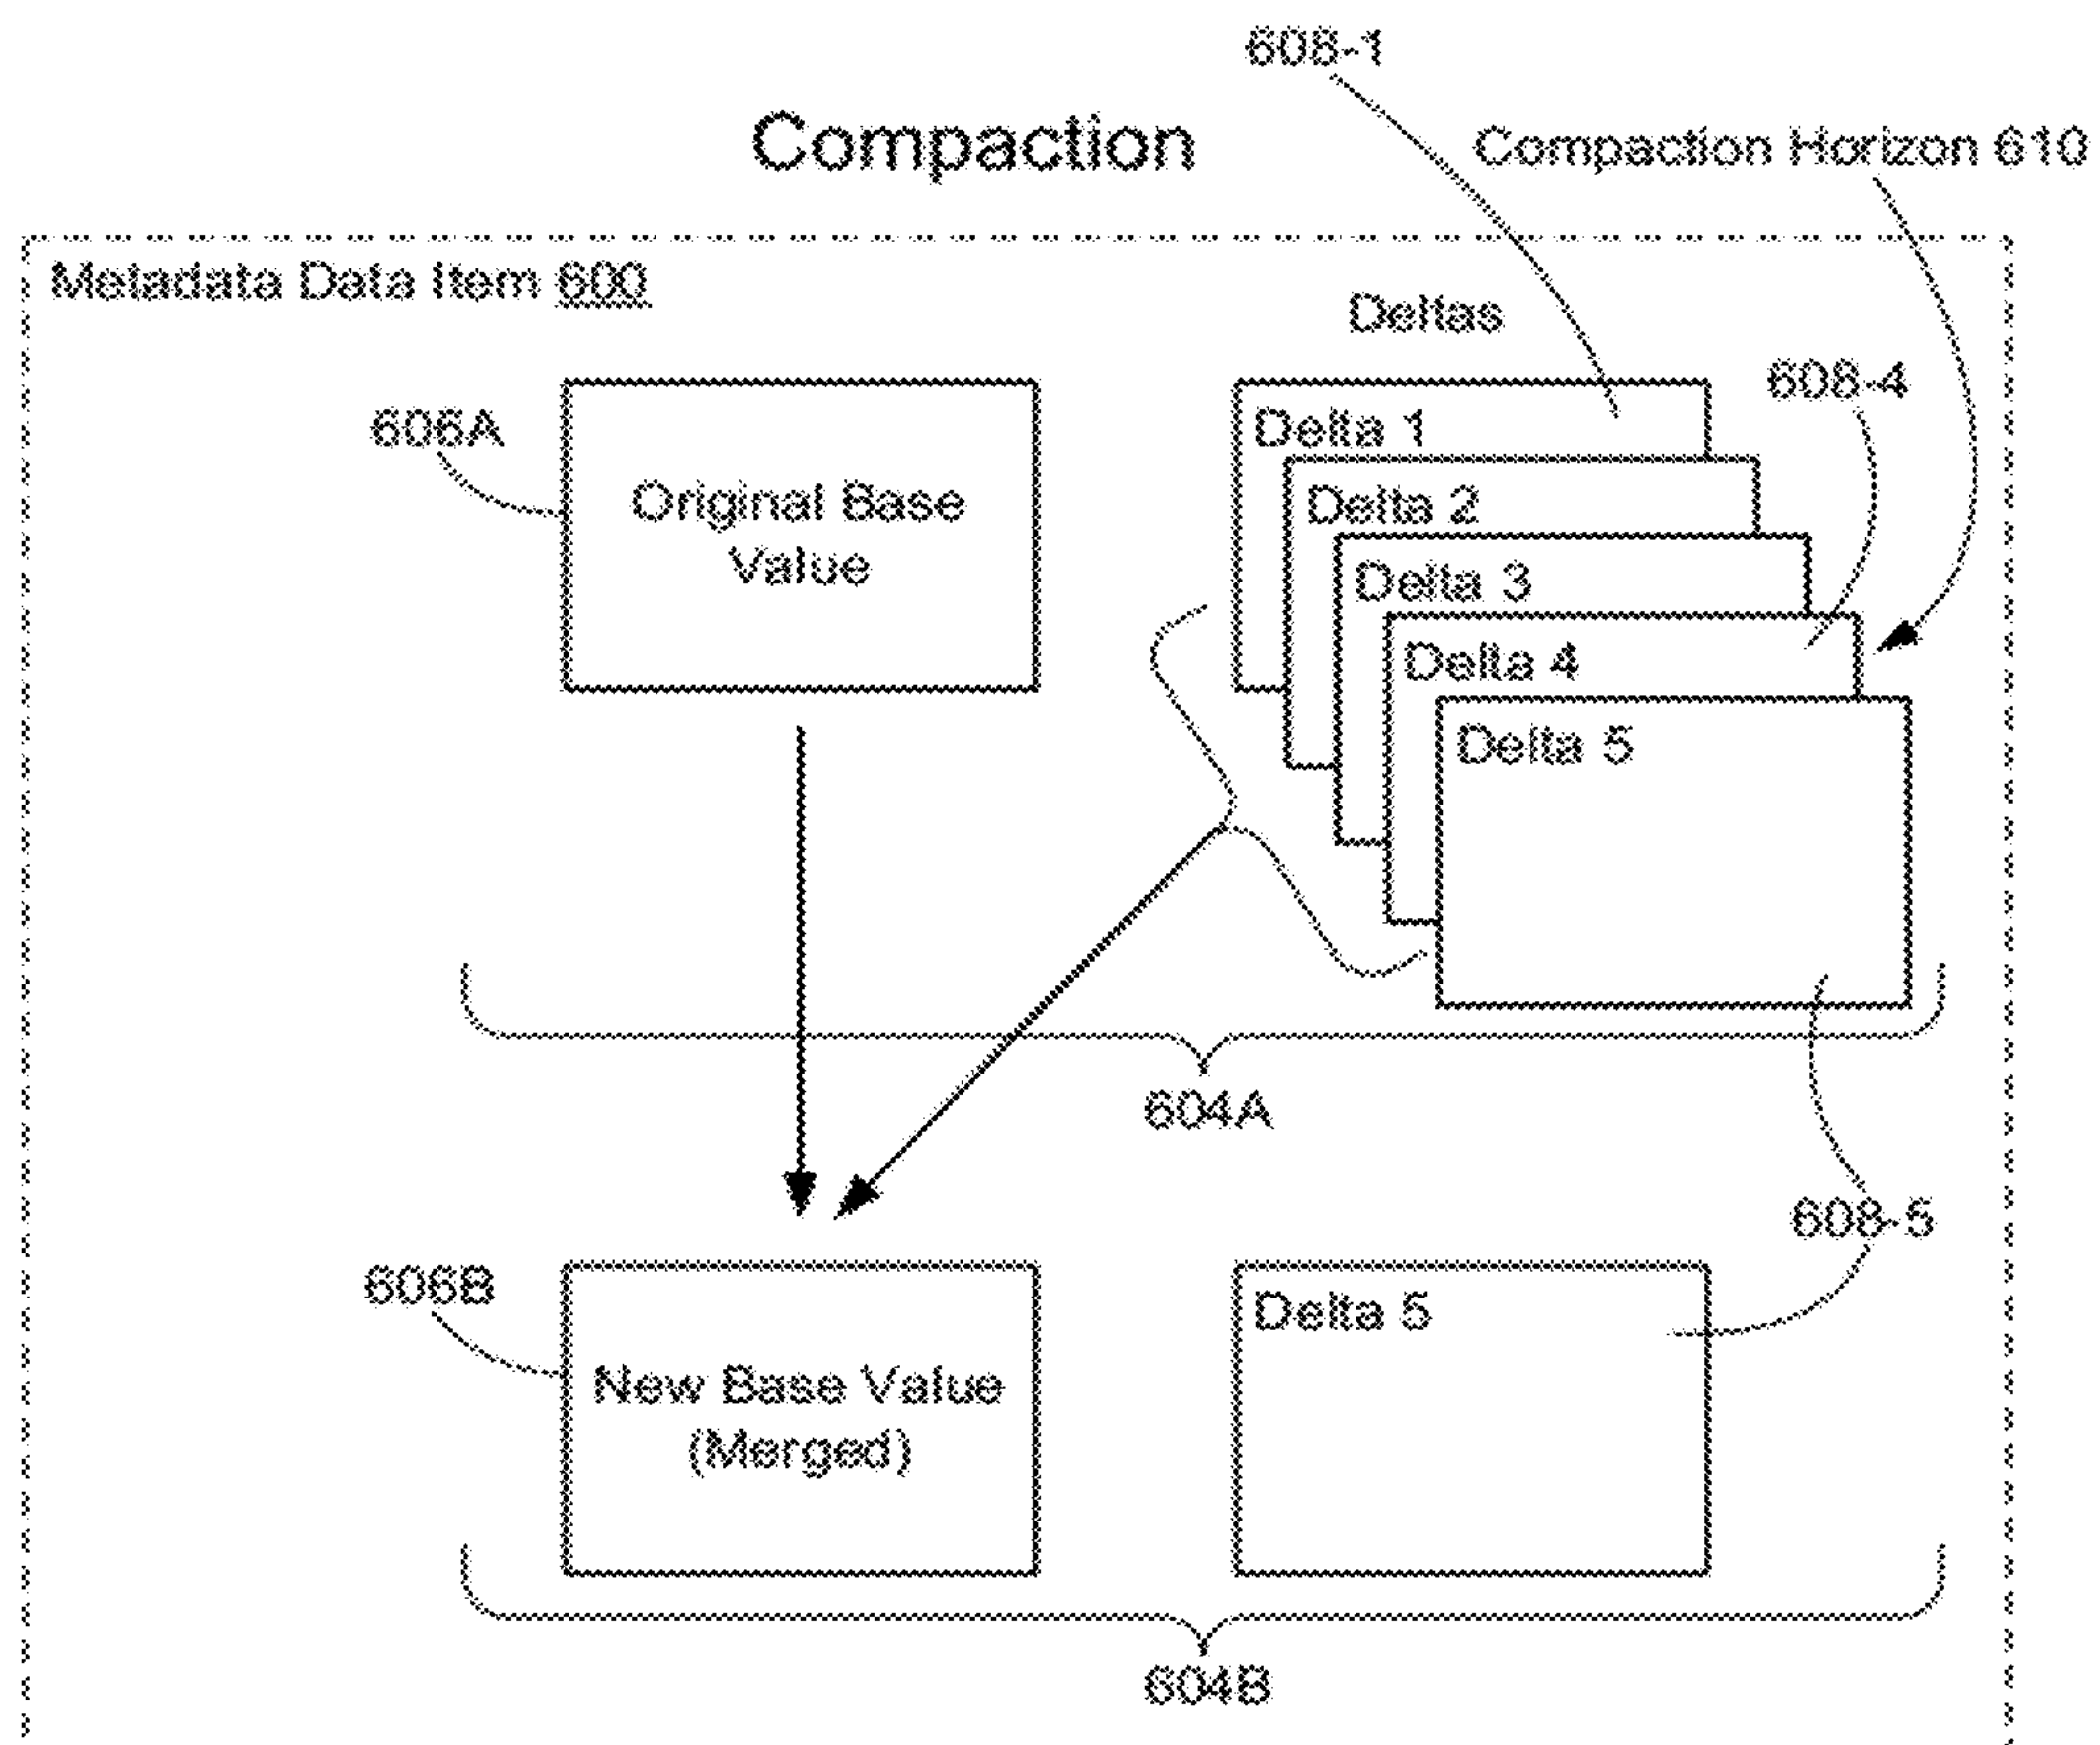 608-1
Compaction
Compaction Horizon 610
Metadata Data Item 600
Deltas
606A
Original Base
Value
Delta 1
608-4
Delta 2
Delta 3
Delta 4
Delta 5
604A
608-5
606B
New Base Value
(Merged)
Delta 5
604B